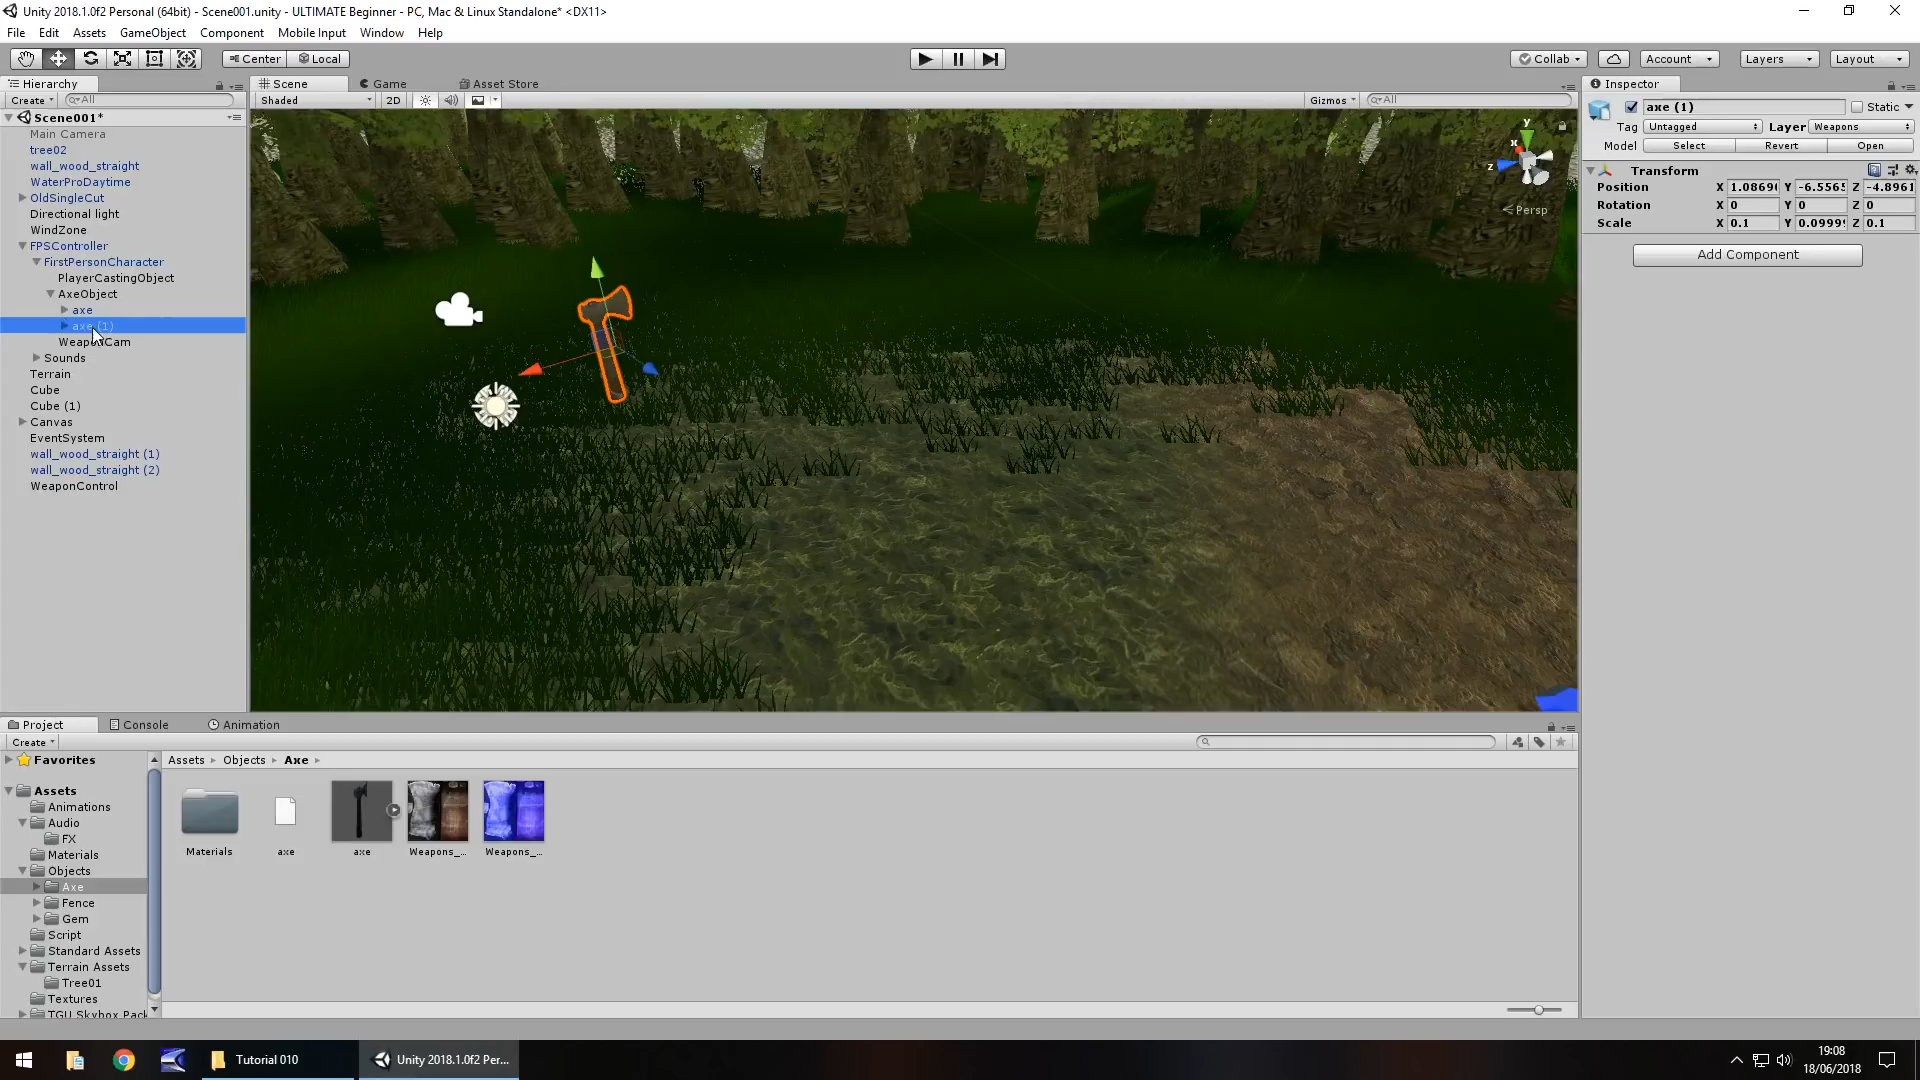 Unity 2018.1.0f2 Personal (64bit) - Scene001.unity - ULTIMATE Beginner - PC, Mac & Linux Standalone* <DX11>
File Edit Assets GameObject Component Mobile Input Window Help
Center Local Collab Account Layers Layout
Hierarchy
Create All
Scene001*
Main Camera
tree02
wall_wood_straight
WaterProDaytime
OldSingleCut
Directional light
WindZone
FPSController
FirstPersonCharacter
PlayerCastingObject
AxeObject
axe
axe (1)
WeaponCam
Sounds
Terrain
Cube
Cube (1)
Canvas
EventSystem
wall_wood_straight (1)
wall_wood_straight (2)
WeaponControl
Scene Game Asset Store
Shaded 2D Gizmos All
y
x
z
Persp
Inspector
axe (1) Static
Tag Untagged Layer Weapons
Model Select Revert Open
Transform
Position X 1.0869 Y -6.5565 Z -4.8961
Rotation X 0 Y 0 Z 0
Scale X 0.1 Y 0.0999 Z 0.1
Add Component
Project Console Animation
Create
Favorites
Assets
Animations
Audio
FX
Materials
Objects
Axe
Fence
Gem
Script
Standard Assets
Terrain Assets
Tree01
Textures
TGU Skybox Pack
Assets Objects Axe
Materials axe axe Weapons_... Weapons_...
Tutorial 010
Unity 2018.1.0f2 Per...
19:08
18/06/2018